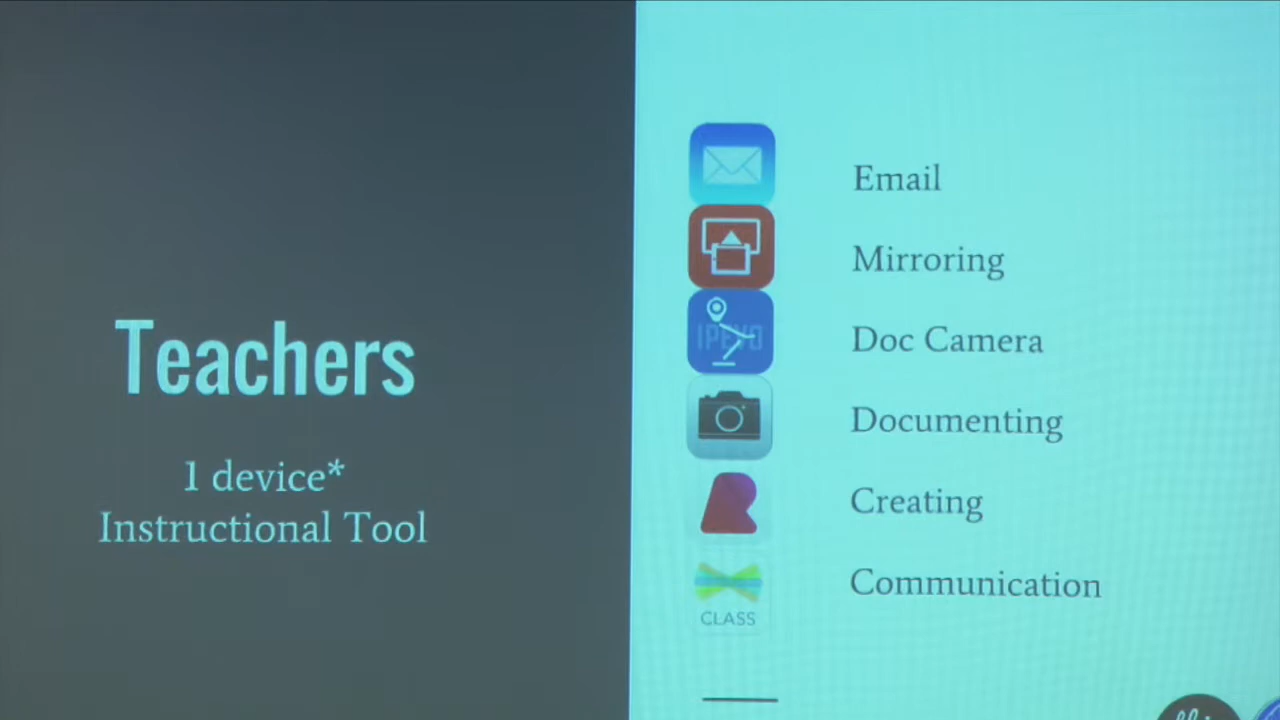 Teachers
1 device*
Instructional Tool
Email
Mirroring
IPEVO
Doc Camera
Documenting
Creating
CLASS
Communication